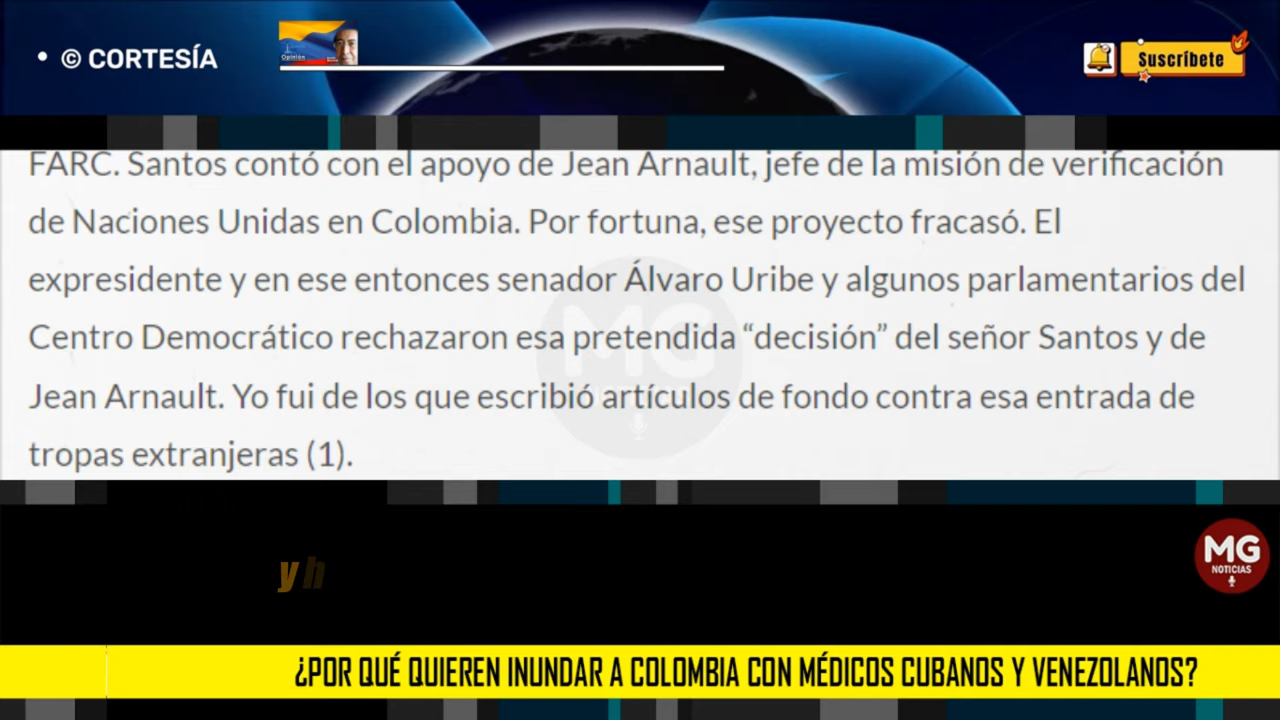 • © CORTESÍA
Opinión
Suscríbete
FARC. Santos contó con el apoyo de Jean Arnault, jefe de la misión de verificación
de Naciones Unidas en Colombia. Por fortuna, ese proyecto fracasó. El
expresidente y en ese entonces senador Álvaro Uribe y algunos parlamentarios del
Centro Democrático rechazaron esa pretendida “decisión” del señor Santos y de
Jean Arnault. Yo fui de los que escribió artículos de fondo contra esa entrada de
tropas extranjeras (1).
y h
MG
NOTICIAS
¿POR QUÉ QUIEREN INUNDAR A COLOMBIA CON MÉDICOS CUBANOS Y VENEZOLANOS?